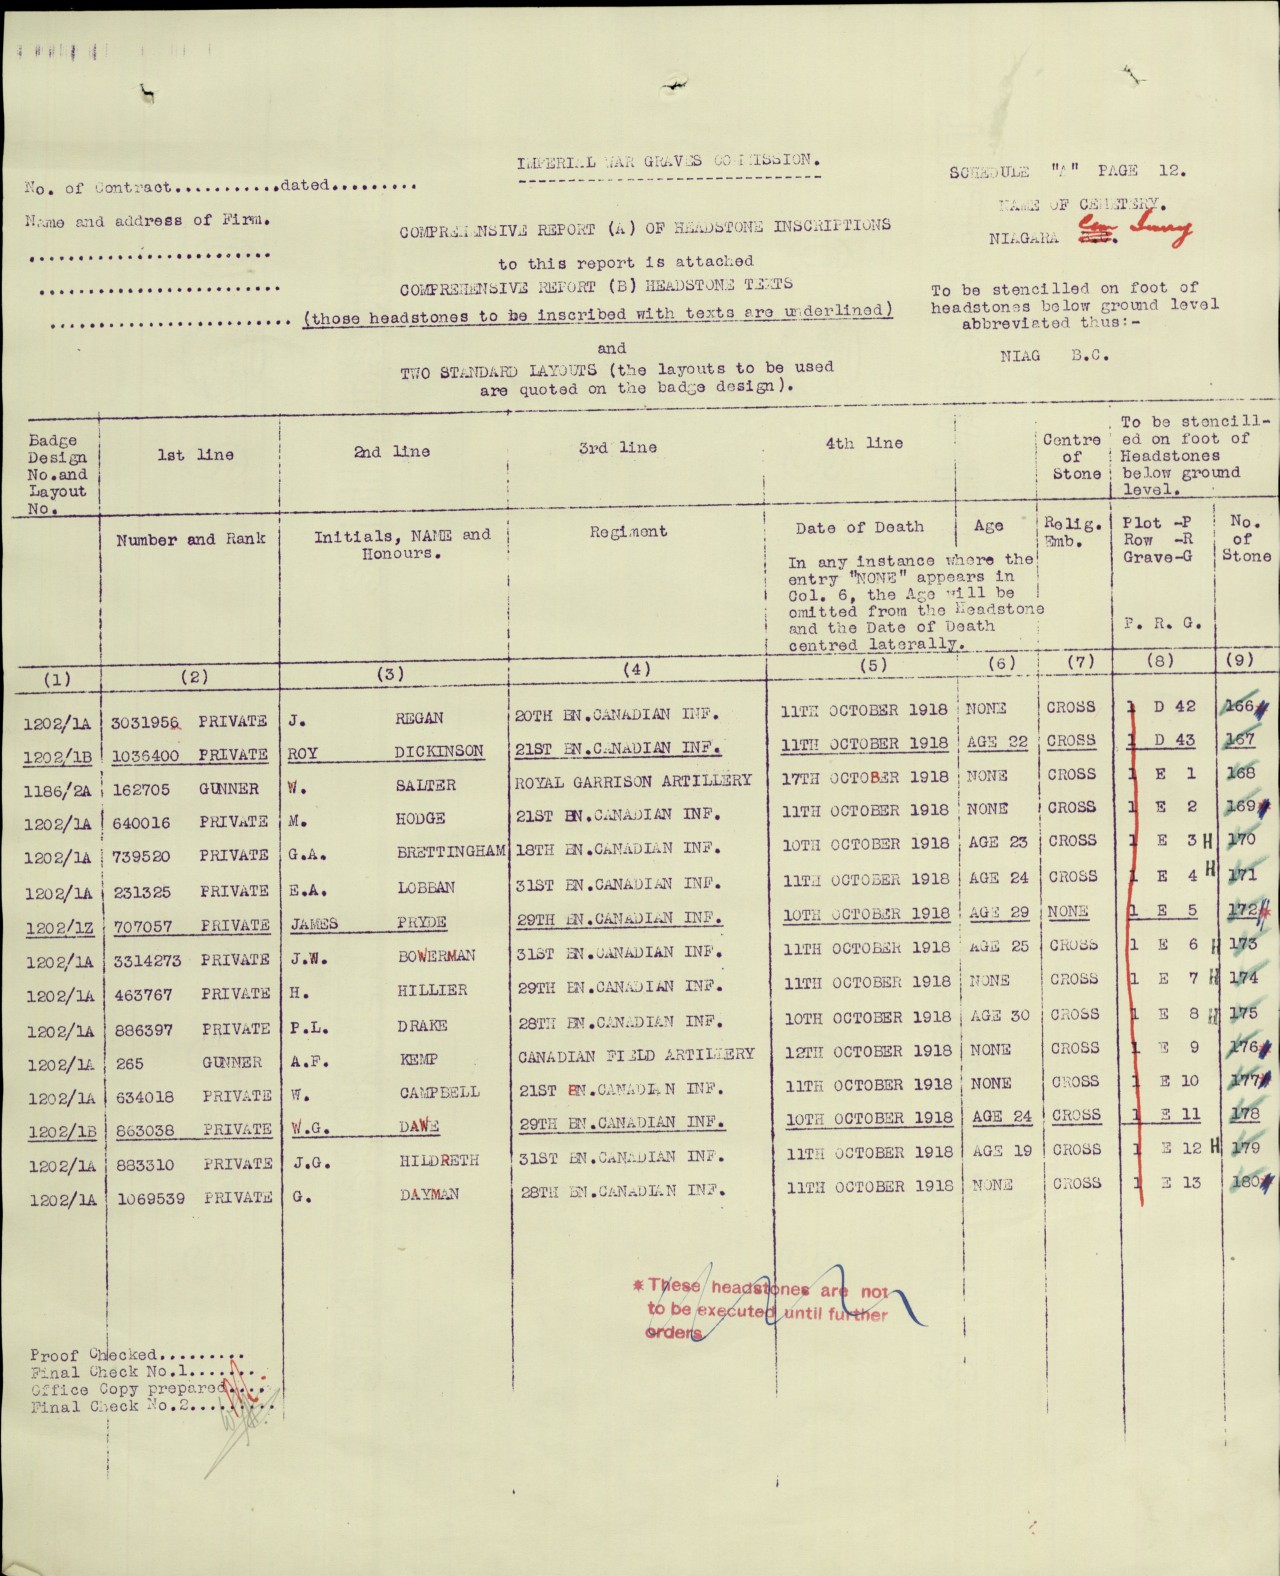 IMPERIAL WAR GRAVES COMMISSION.
SCHEDULE "A" PAGE 12.
No. of Contract...........dated.........
NAME OF CEMETERY.
Name and address of Firm.
COMPREHENSIVE REPORT (A) OF HEADSTONE INSCRIPTIONS
NIAGARA
to this report is attached
COMPREHENSIVE REPORT (B) HEADSTONE TEXTS
(those headstones to be inscribed with texts are underlined)
To be stencilled on foot of
headstones below ground level
abbreviated thus:-
NIAG B.C.
and
TWO STANDARD LAYOUTS (the layouts to be used
are quoted on the badge design).
Badge
Design
No.and
Layout
No.
1st line
2nd line
3rd line
4th line
Centre
of
Stone
To be stencill-
ed on foot of
Headstones
below ground
level.
Number and Rank
Initials, NAME and
Honours.
Regiment
Date of Death
Age
In any instance where the
entry "NONE" appears in
Col. 6, the Age will be
omitted from the Headstone
and the Date of Death
centred laterally.
Relig.
Emb.
Plot -P
Row -R
Grave-G
P. R. G.
No.
of
Stone
(1) (2) (3) (4) (5) (6) (7) (8) (9)
1202/1A 3031956 PRIVATE J. REGAN 20TH BN.CANADIAN INF. 11TH OCTOBER 1918 NONE CROSS 1 D 42 166
1202/1B 1036400 PRIVATE ROY DICKINSON 21ST BN.CANADIAN INF. 11TH OCTOBER 1918 AGE 22 CROSS 1 D 43 167
1186/2A 162705 GUNNER W. SALTER ROYAL GARRISON ARTILLERY 17TH OCTOBER 1918 NONE CROSS 1 E 1 168
1202/1A 640016 PRIVATE M. HODGE 21ST BN.CANADIAN INF. 11TH OCTOBER 1918 NONE CROSS 1 E 2 169*
1202/1A 739520 PRIVATE G.A. BRETTINGHAM 18TH BN.CANADIAN INF. 10TH OCTOBER 1918 AGE 23 CROSS 1 E 3 H 170
1202/1A 231325 PRIVATE E.A. LOBBAN 31ST BN.CANADIAN INF. 11TH OCTOBER 1918 AGE 24 CROSS 1 E 4 H 171
1202/1Z 707057 PRIVATE JAMES PRYDE 29TH BN.CANADIAN INF. 10TH OCTOBER 1918 AGE 29 NONE 1 E 5 172*
1202/1A 3314273 PRIVATE J.W. BOWERMAN 31ST BN.CANADIAN INF. 11TH OCTOBER 1918 AGE 25 CROSS 1 E 6 H 173
1202/1A 463767 PRIVATE H. HILLIER 29TH BN.CANADIAN INF. 11TH OCTOBER 1918 NONE CROSS 1 E 7 H 174
1202/1A 886397 PRIVATE P.L. DRAKE 28TH BN.CANADIAN INF. 10TH OCTOBER 1918 AGE 30 CROSS 1 E 8 H 175
1202/1A 265 GUNNER A.F. KEMP CANADIAN FIELD ARTILLERY 12TH OCTOBER 1918 NONE CROSS 1 E 9 176*
1202/1A 634018 PRIVATE W. CAMPBELL 21ST BN.CANADIAN INF. 11TH OCTOBER 1918 NONE CROSS 1 E 10 177*
1202/1B 863038 PRIVATE W.G. DAWE 29TH BN.CANADIAN INF. 10TH OCTOBER 1918 AGE 24 CROSS 1 E 11 178
1202/1A 883310 PRIVATE J.G. HILDRETH 31ST BN.CANADIAN INF. 11TH OCTOBER 1918 AGE 19 CROSS 1 E 12 H 179
1202/1A 1069539 PRIVATE G. DAYMAN 28TH BN.CANADIAN INF. 11TH OCTOBER 1918 NONE CROSS 1 E 13 180*
* These headstones are not
to be executed until further
orders
Proof Checked.........
Final Check No.1.......
Office Copy prepared....
Final Check No.2.........